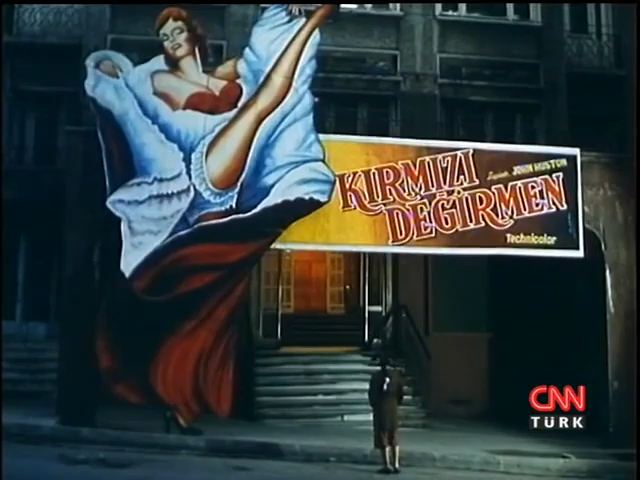 KIRMIZI
Rejisör JOHN HUSTON
DEĞİRMEN
Technicolor
CNN
TÜRK